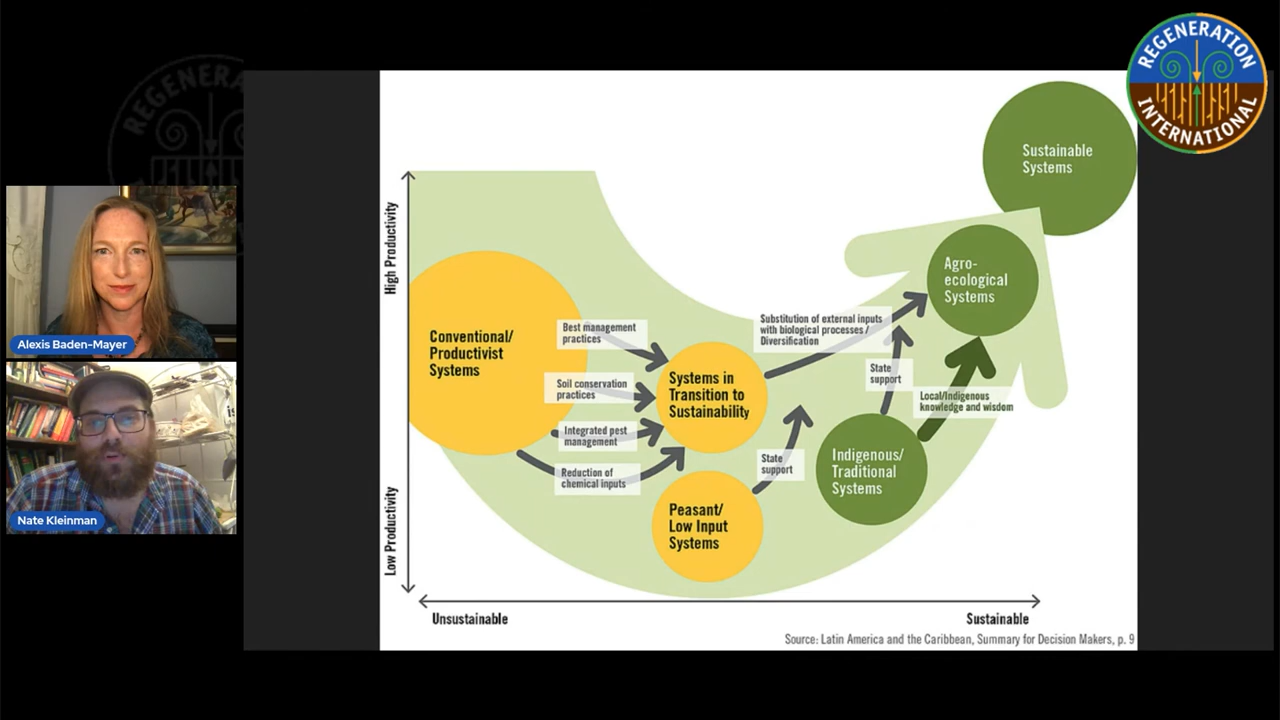 REGENERATION
INTERNATIONAL
REGENERA
Alexis Baden-Mayer
Nate Kleinman
High Productivity
Low Productivity
Sustainable
Systems
Agro-
ecological
Systems
Conventional/
Productivist
Systems
Best management
practices
Soil conservation
practices
Integrated pest
management
Reduction of
chemical inputs
Systems in
Transition to
Sustainability
Substitution of external inputs
with biological processes /
Diversification
State
support
Local/Indigenous
knowledge and wisdom
State
support
Indigenous/
Traditional
Systems
Peasant/
Low Input
Systems
Unsustainable
Sustainable
Source: Latin America and the Caribbean, Summary for Decision Makers, p. 9